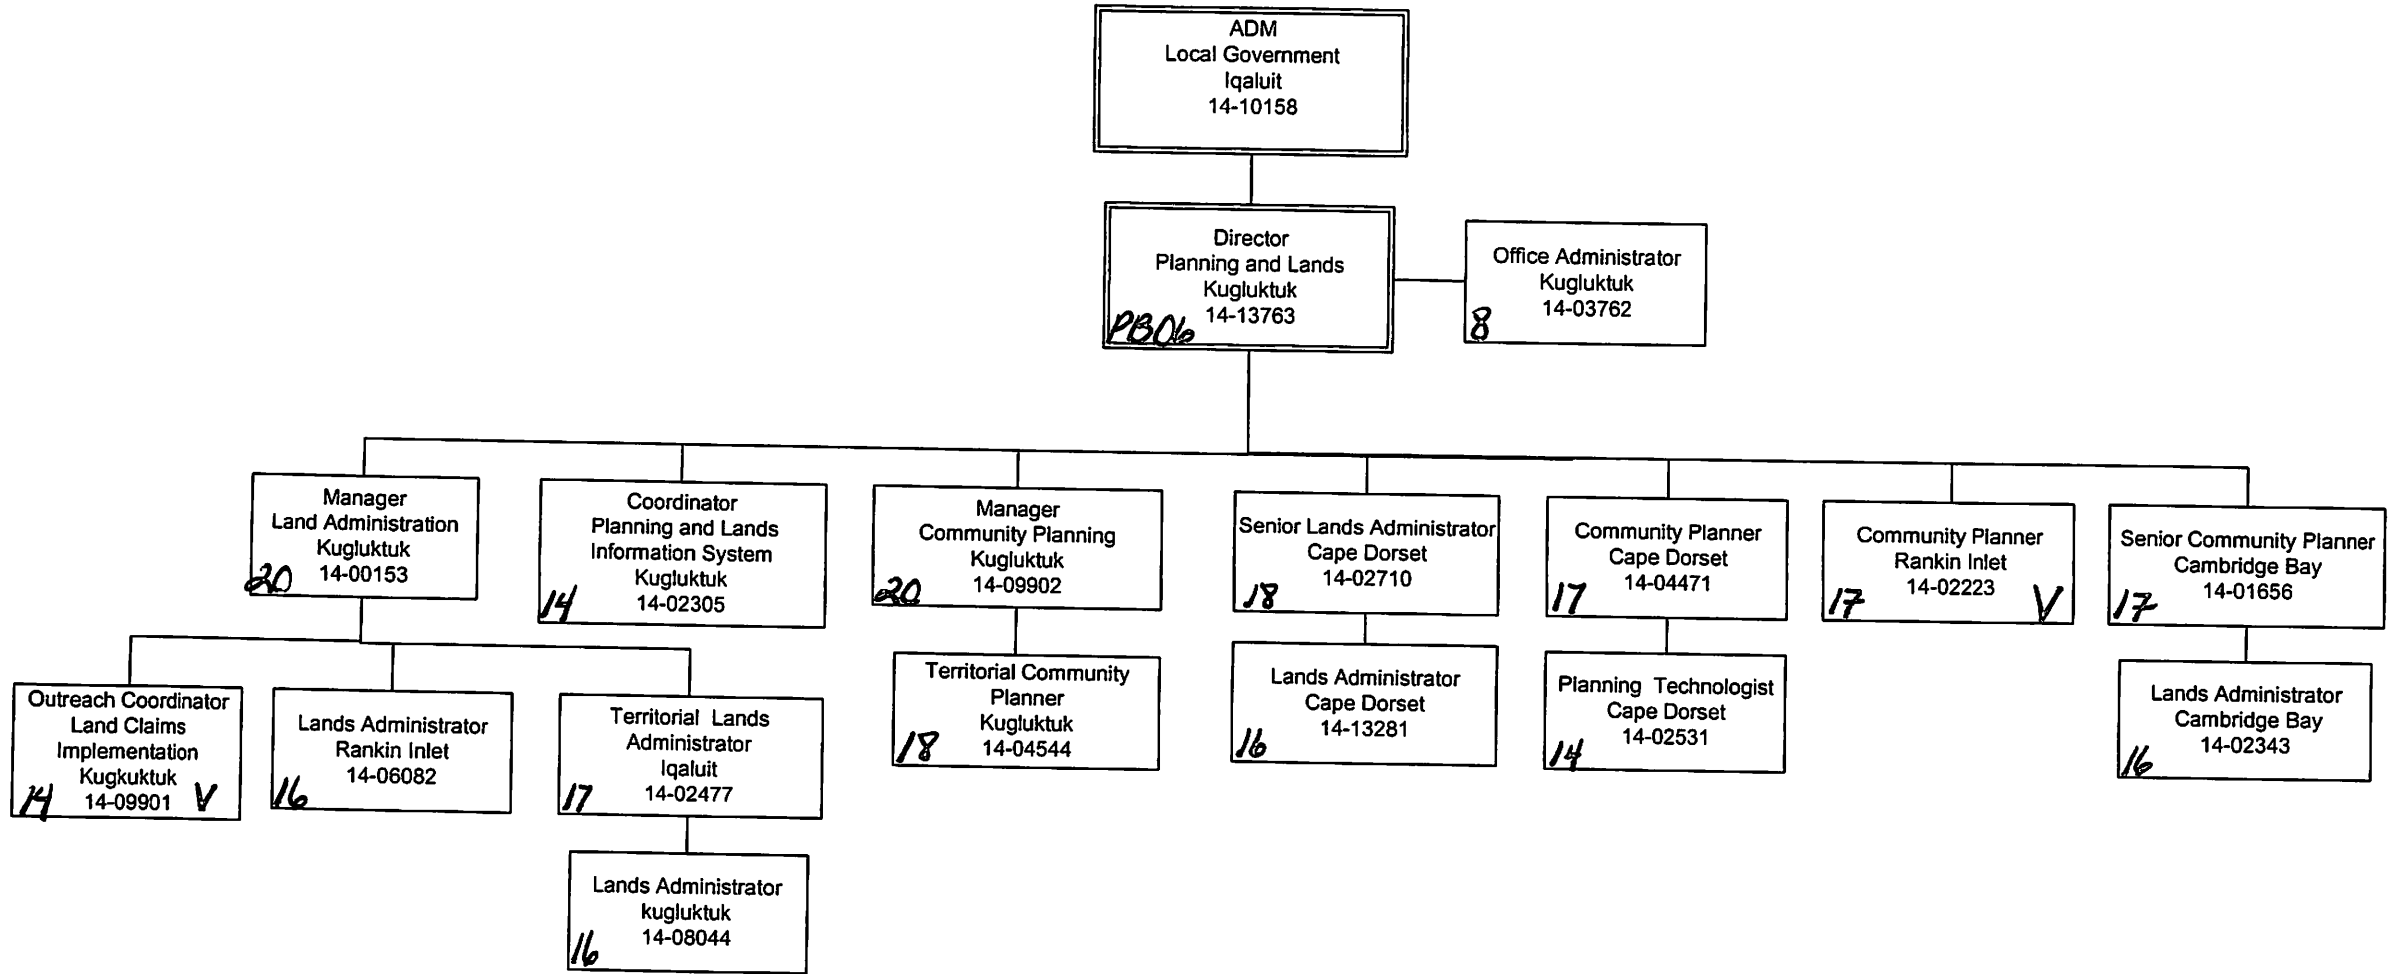 ADM
Local Government
Iqaluit
14-10158
Director
Planning and Lands
Kugluktuk
14-13763
PB06
Office Administrator
Kugluktuk
14-03762
8
Manager
Land Administration
Kugluktuk
14-00153
20
Coordinator
Planning and Lands
Information System
Kugluktuk
14-02305
14
Manager
Community Planning
Kugluktuk
14-09902
20
Senior Lands Administrator
Cape Dorset
14-02710
18
Community Planner
Cape Dorset
14-04471
17
Community Planner
Rankin Inlet
14-02223
17 V
Senior Community Planner
Cambridge Bay
14-01656
17
Outreach Coordinator
Land Claims
Implementation
Kugkuktuk
14 14-09901 V
Lands Administrator
Rankin Inlet
14-06082
16
Territorial Lands
Administrator
Iqaluit
14-02477
17
Territorial Community
Planner
Kugluktuk
14-04544
18
Lands Administrator
Cape Dorset
14-13281
16
Planning Technologist
Cape Dorset
14-02531
14
Lands Administrator
Cambridge Bay
14-02343
16
Lands Administrator
kugluktuk
14-08044
16